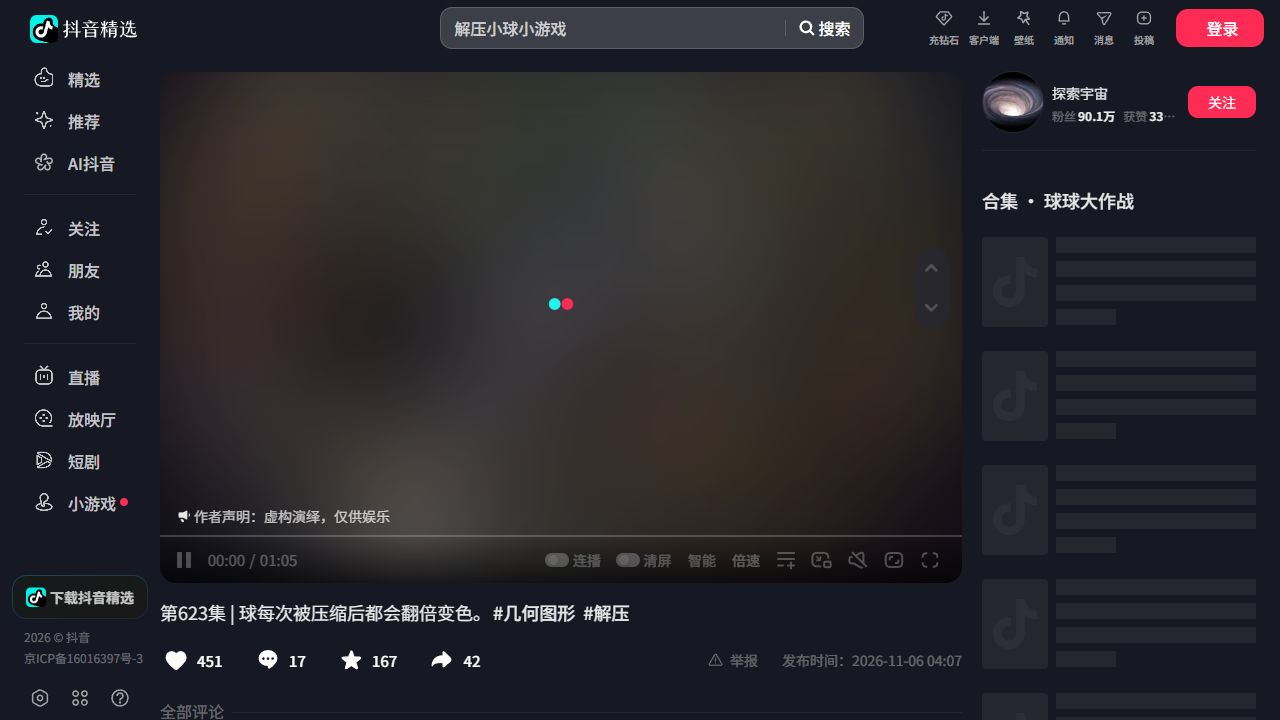 抖音精选
解压小球小游戏
搜索
充钻石
客户端
壁纸
通知
消息
投稿
登录
精选
推荐
AI抖音
关注
朋友
我的
直播
放映厅
短剧
小游戏
下载抖音精选
2026 © 抖音
京ICP备16016397号-3
作者声明：虚构演绎，仅供娱乐
00:00 / 01:05
连播
清屏
智能
倍速
第623集 | 球每次被压缩后都会翻倍变色。#几何图形 #解压
451
17
167
42
举报
发布时间：2026-11-06 04:07
全部评论
探索宇宙
粉丝90.1万 获赞33···
关注
合集 · 球球大作战